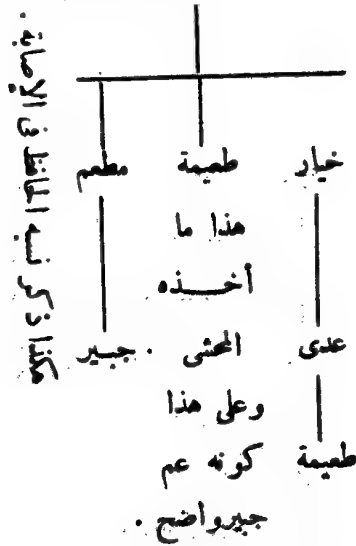 خيار طعيمة مطعم
هذا ما
أخذه
عدى المحشى . جبير
وعلى هذا
طعيمة كونه عم
جبير واضح .
هكذا ذكر نسبه الحافظ فى الإصابة .